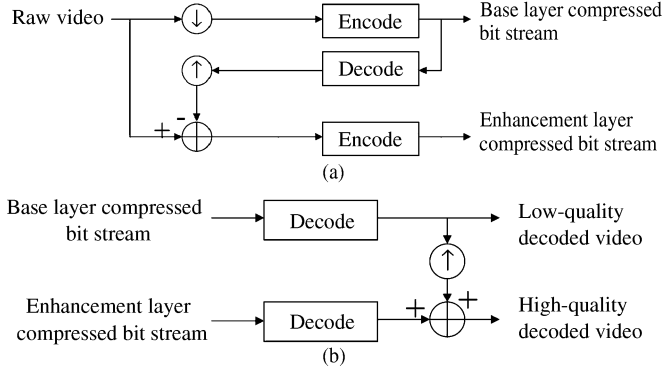 Raw video
↓
Encode
Base layer compressed
bit stream
↑
Decode
-
+
Encode
Enhancement layer
compressed bit stream
(a)
Base layer compressed
bit stream
Decode
Low-quality
decoded video
↑
Enhancement layer
compressed bit stream
Decode
+
+
High-quality
decoded video
(b)